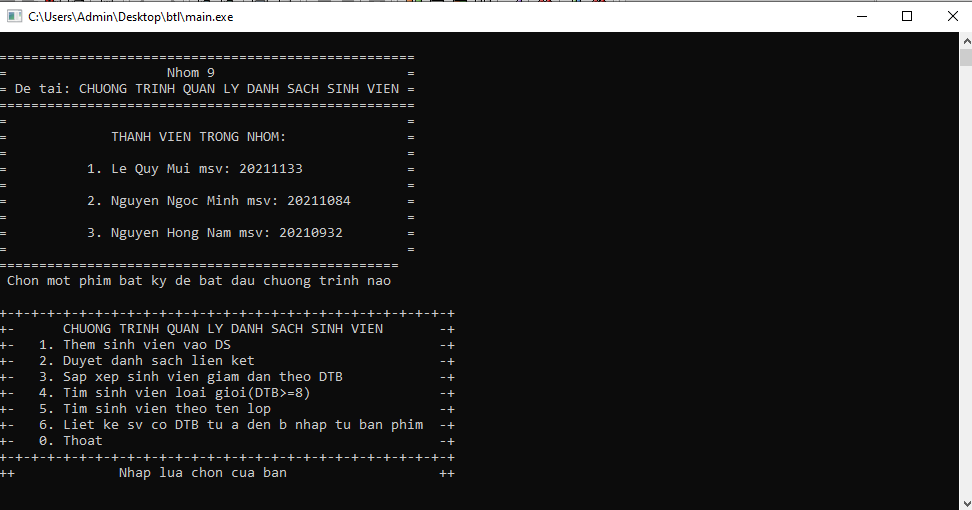 C:\Users\Admin\Desktop\btl\main.exe
====================================================
=                    Nhom 9                        =
= De tai: CHUONG TRINH QUAN LY DANH SACH SINH VIEN =
====================================================
=                                                  =
=             THANH VIEN TRONG NHOM:               =
=                                                  =
=          1. Le Quy Mui msv: 20211133             =
=                                                  =
=          2. Nguyen Ngoc Minh msv: 20211084       =
=                                                  =
=          3. Nguyen Hong Nam msv: 20210932        =
=                                                  =
==================================================
 Chon mot phim bat ky de bat dau chuong trinh nao

+-+-+-+-+-+-+-+-+-+-+-+-+-+-+-+-+-+-+-+-+-+-+-+-+-+-+-+-+
+-      CHUONG TRINH QUAN LY DANH SACH SINH VIEN       -+
+-   1. Them sinh vien vao DS                          -+
+-   2. Duyet danh sach lien ket                       -+
+-   3. Sap xep sinh vien giam dan theo DTB            -+
+-   4. Tim sinh vien loai gioi(DTB>=8)                -+
+-   5. Tim sinh vien theo ten lop                     -+
+-   6. Liet ke sv co DTB tu a den b nhap tu ban phim  -+
+-   0. Thoat                                          -+
+-+-+-+-+-+-+-+-+-+-+-+-+-+-+-+-+-+-+-+-+-+-+-+-+-+-+-+-+
++             Nhap lua chon cua ban                   ++